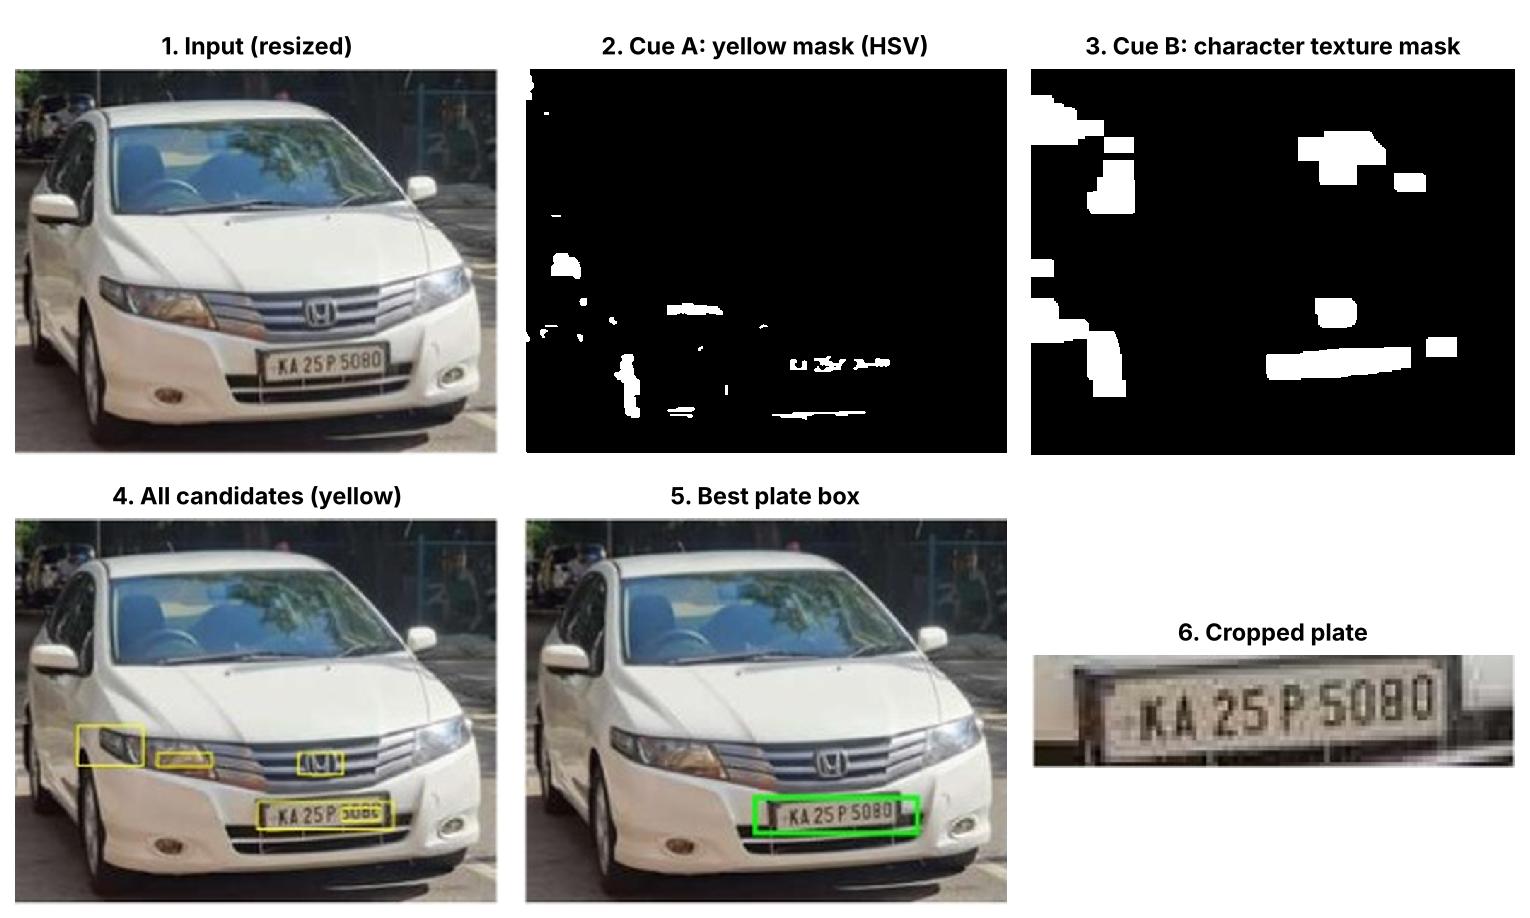 1. Input (resized)
2. Cue A: yellow mask (HSV)
3. Cue B: character texture mask
KA 25 P 5080
4. All candidates (yellow)
5. Best plate box
KA 25 P 5080
KA 25 P 5080
6. Cropped plate
KA 25 P 5080